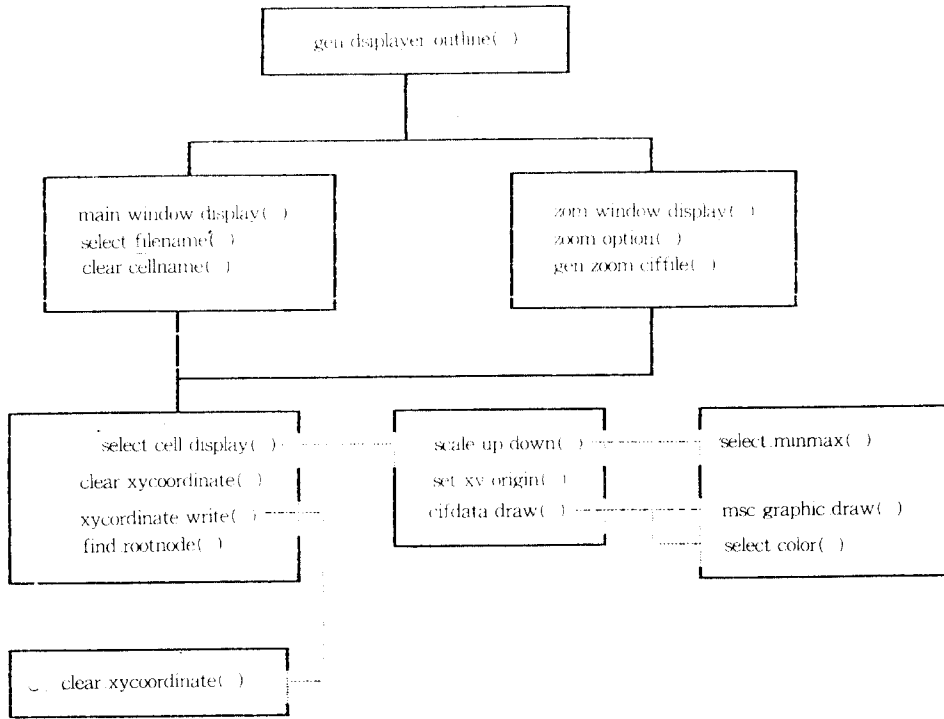 gen dsiplayer outline( )
main window display( )
select filename( )
clear cellname( )
zom window display( )
zoom option( )
gen zoom ciffile( )
select cell display( )
clear xycoordinate( )
xycordinate write( )
find rootnode( )
scale up down( )
set xy origin( )
cifdata draw( )
select minmax( )
msc graphic draw( )
select color( )
clear xycoordinate( )